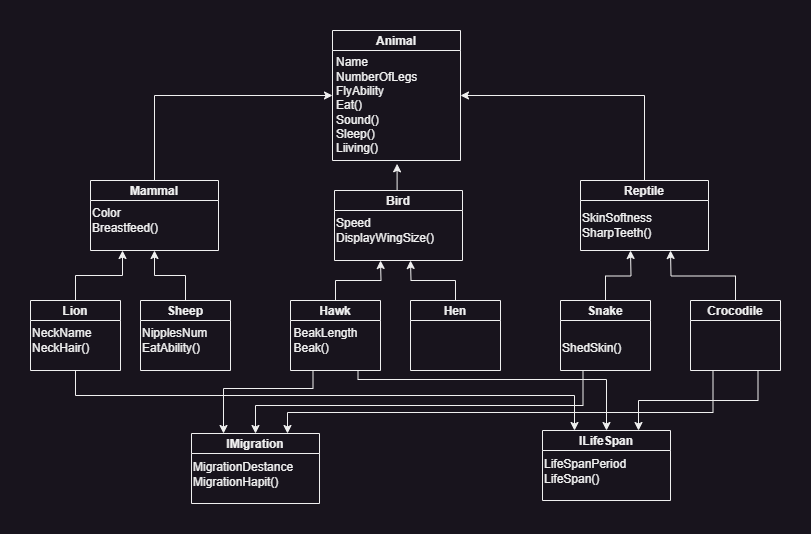 Animal
Name
NumberOfLegs
FlyAbility
Eat()
Sound()
Sleep()
Liiving()
Mammal
Color
Breastfeed()
Bird
Speed
DisplayWingSize()
Reptile
SkinSoftness
SharpTeeth()
Lion
NeckName
NeckHair()
Sheep
NipplesNum
EatAbility()
Hawk
BeakLength
Beak()
Hen
Snake
ShedSkin()
Crocodile
IMigration
MigrationDestance
MigrationHapit()
ILifeSpan
LifeSpanPeriod
LifeSpan()